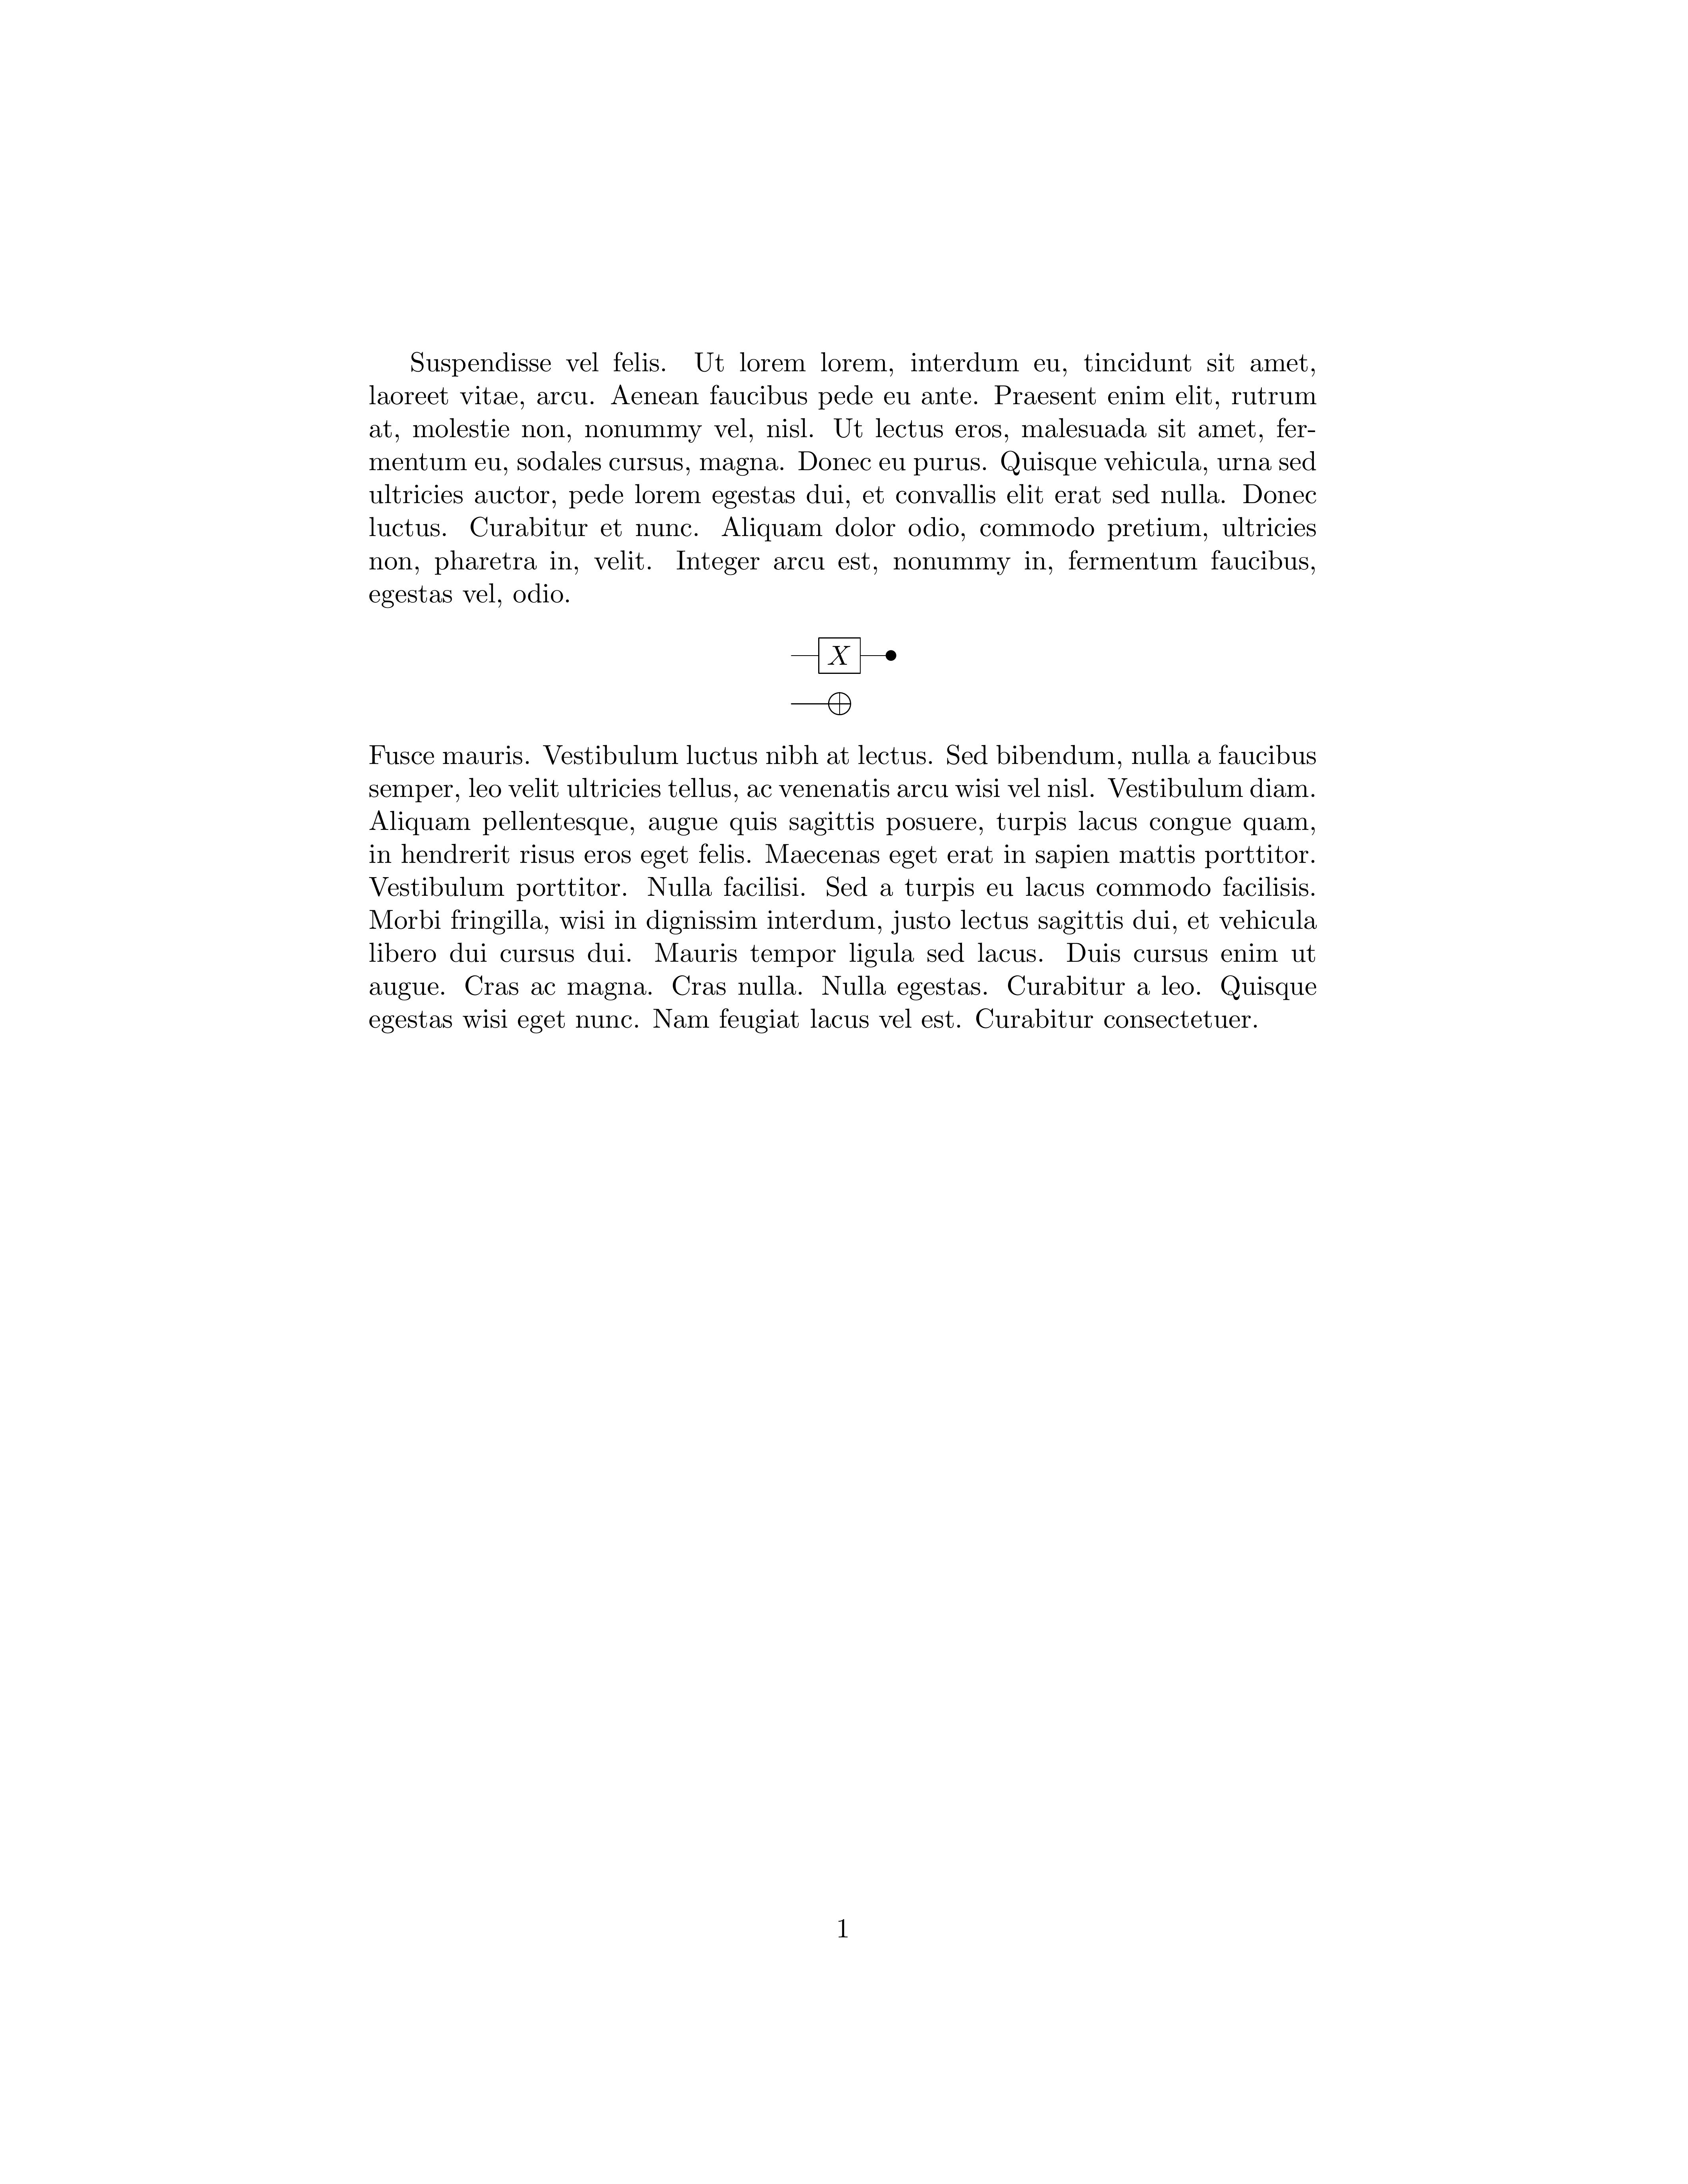 Suspendisse vel felis. Ut lorem lorem, interdum eu, tincidunt sit amet,
laoreet vitae, arcu. Aenean faucibus pede eu ante. Praesent enim elit, rutrum
at, molestie non, nonummy vel, nisl. Ut lectus eros, malesuada sit amet, fer-
mentum eu, sodales cursus, magna. Donec eu purus. Quisque vehicula, urna sed
ultricies auctor, pede lorem egestas dui, et convallis elit erat sed nulla. Donec
luctus. Curabitur et nunc. Aliquam dolor odio, commodo pretium, ultricies
non, pharetra in, velit. Integer arcu est, nonummy in, fermentum faucibus,
egestas vel, odio.
X
Fusce mauris. Vestibulum luctus nibh at lectus. Sed bibendum, nulla a faucibus
semper, leo velit ultricies tellus, ac venenatis arcu wisi vel nisl. Vestibulum diam.
Aliquam pellentesque, augue quis sagittis posuere, turpis lacus congue quam,
in hendrerit risus eros eget felis. Maecenas eget erat in sapien mattis porttitor.
Vestibulum porttitor. Nulla facilisi. Sed a turpis eu lacus commodo facilisis.
Morbi fringilla, wisi in dignissim interdum, justo lectus sagittis dui, et vehicula
libero dui cursus dui. Mauris tempor ligula sed lacus. Duis cursus enim ut
augue. Cras ac magna. Cras nulla. Nulla egestas. Curabitur a leo. Quisque
egestas wisi eget nunc. Nam feugiat lacus vel est. Curabitur consectetuer.
1